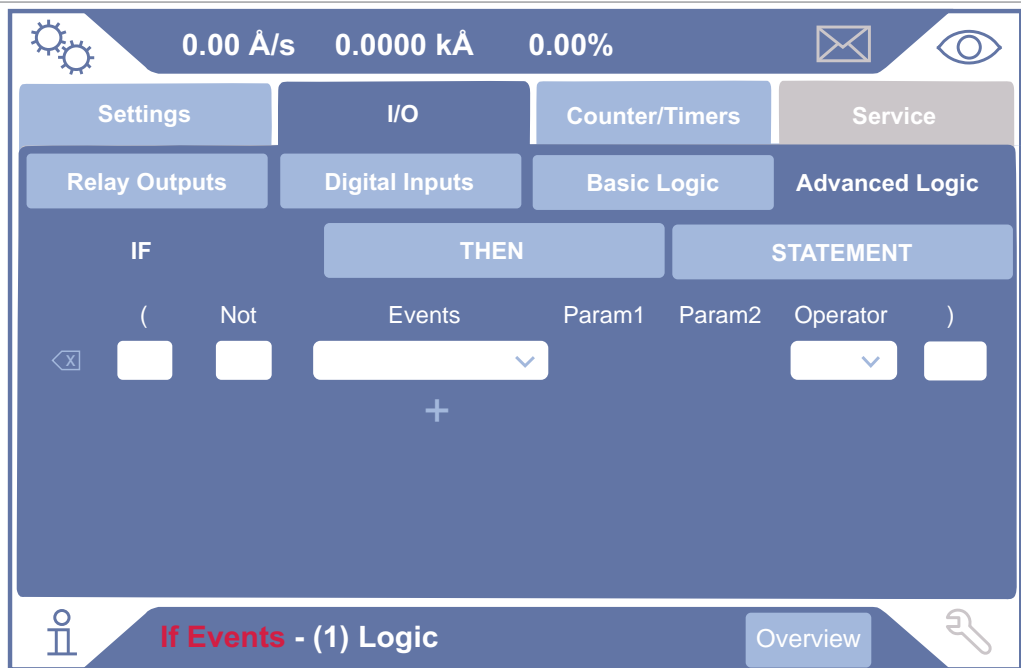 0.00 Å/s 0.0000 kÅ 0.00%
Settings I/O Counter/Timers Service
Relay Outputs Digital Inputs Basic Logic Advanced Logic
IF THEN STATEMENT
( Not Events Param1 Param2 Operator )
X
+
If Events - (1) Logic Overview